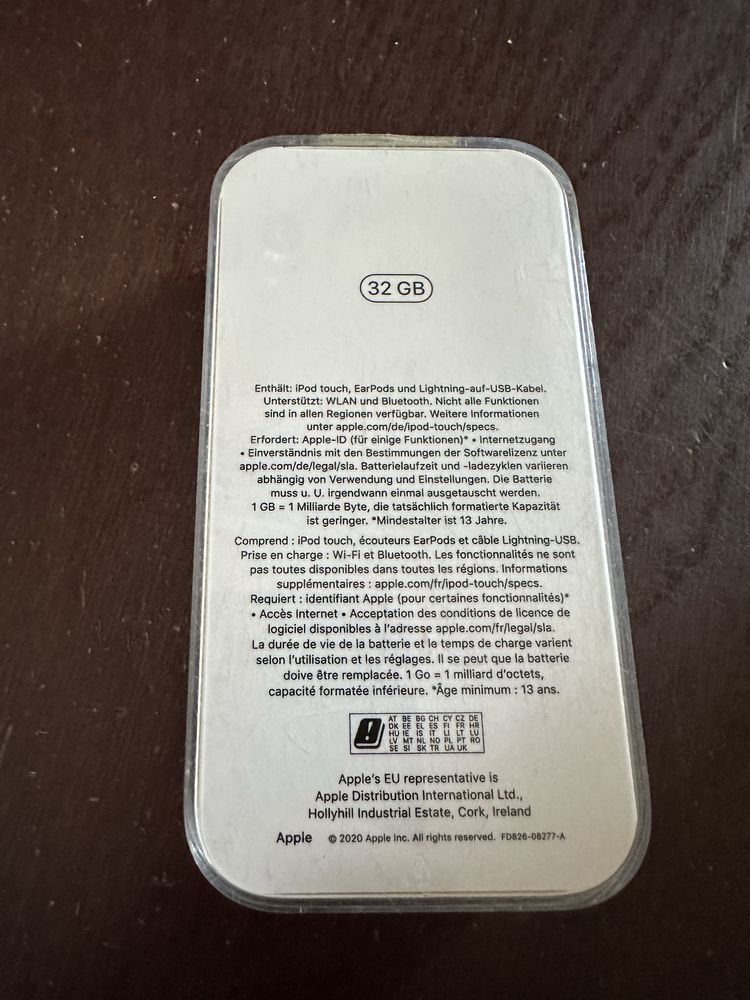 32 GB
Enthält: iPod touch, EarPods und Lightning-auf-USB-Kabel.
Unterstützt: WLAN und Bluetooth. Nicht alle Funktionen
sind in allen Regionen verfügbar. Weitere Informationen
unter apple.com/de/ipod-touch/specs.
Erfordert: Apple-ID (für einige Funktionen)* • Internetzugang
• Einverständnis mit den Bestimmungen der Softwarelizenz unter
apple.com/de/legal/sla. Batterielaufzeit und -ladezyklen variieren
abhängig von Verwendung und Einstellungen. Die Batterie
muss u. U. irgendwann einmal ausgetauscht werden.
1 GB = 1 Milliarde Byte, die tatsächlich formatierte Kapazität
ist geringer. *Mindestalter ist 13 Jahre.
Comprend : iPod touch, écouteurs EarPods et câble Lightning-USB.
Prise en charge : Wi-Fi et Bluetooth. Les fonctionnalités ne sont
pas toutes disponibles dans toutes les régions. Informations
supplémentaires : apple.com/fr/ipod-touch/specs.
Requiert : identifiant Apple (pour certaines fonctionnalités)*
• Accès Internet • Acceptation des conditions de licence de
logiciel disponibles à l'adresse apple.com/fr/legal/sla.
La durée de vie de la batterie et le temps de charge varient
selon l'utilisation et les réglages. Il se peut que la batterie
doive être remplacée. 1 Go = 1 milliard d'octets,
capacité formatée inférieure. *Âge minimum : 13 ans.
AT BE BG CH CY CZ DE
DK EE EL ES FI FR HR
HU IE IS IT LI LT LU
LV MT NL NO PL PT RO
SE SI SK TR UA UK
Apple's EU representative is
Apple Distribution International Ltd.,
Hollyhill Industrial Estate, Cork, Ireland
Apple © 2020 Apple Inc. All rights reserved. FD826-08277-A